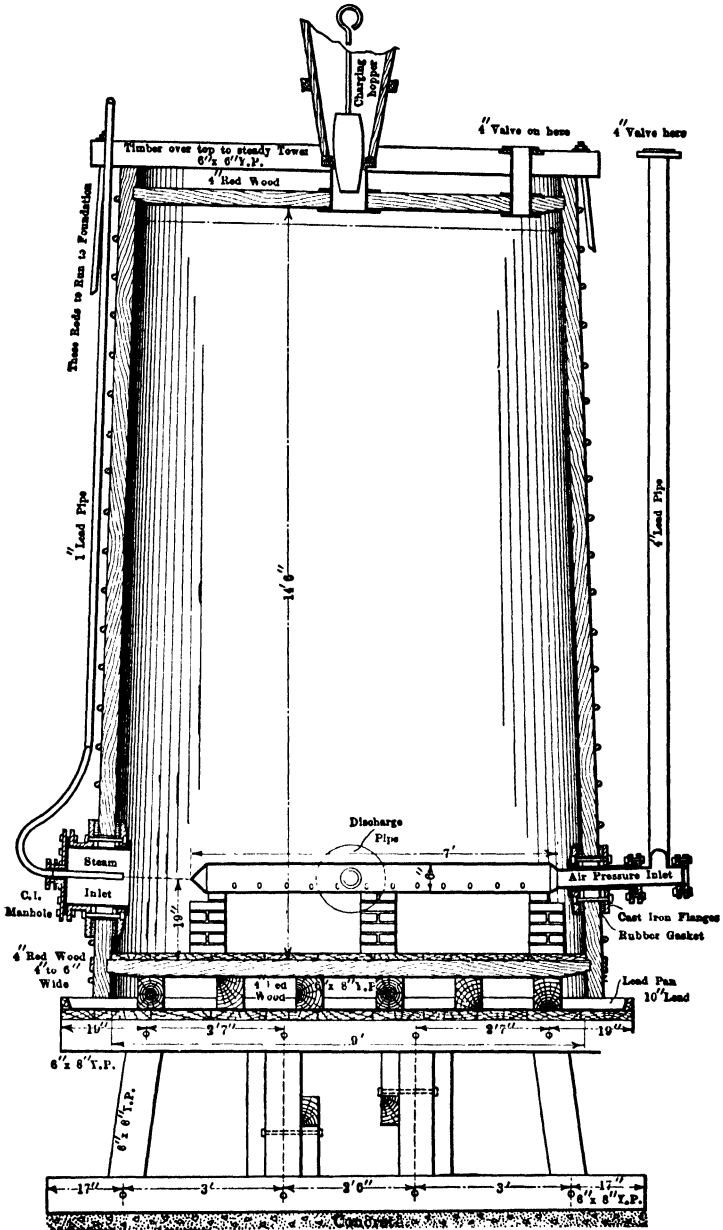 Charging
hopper
4" Valve on here
4" Valve here
Timber over top to steady Tower
6" x 6" Y.P.
4" Red Wood
These Rods to Run to Foundation
1" Lead Pipe
14' 6"
4" Lead Pipe
Discharge
Pipe
7'
Steam
Inlet
Air Pressure Inlet
C.I.
Manhole
19"
Cast Iron Flanges
Rubber Gasket
4" Red Wood
4" to 6"
Wide
Wood
8" Y.P.
Lead Pan
10" Lead
19"
2' 7"
2' 7"
19"
9'
6" x 8" Y.P.
6" x 8" Y.P.
17"
3'
2' 6"
3'
17"
6" x 8" Y.P.
Concrete